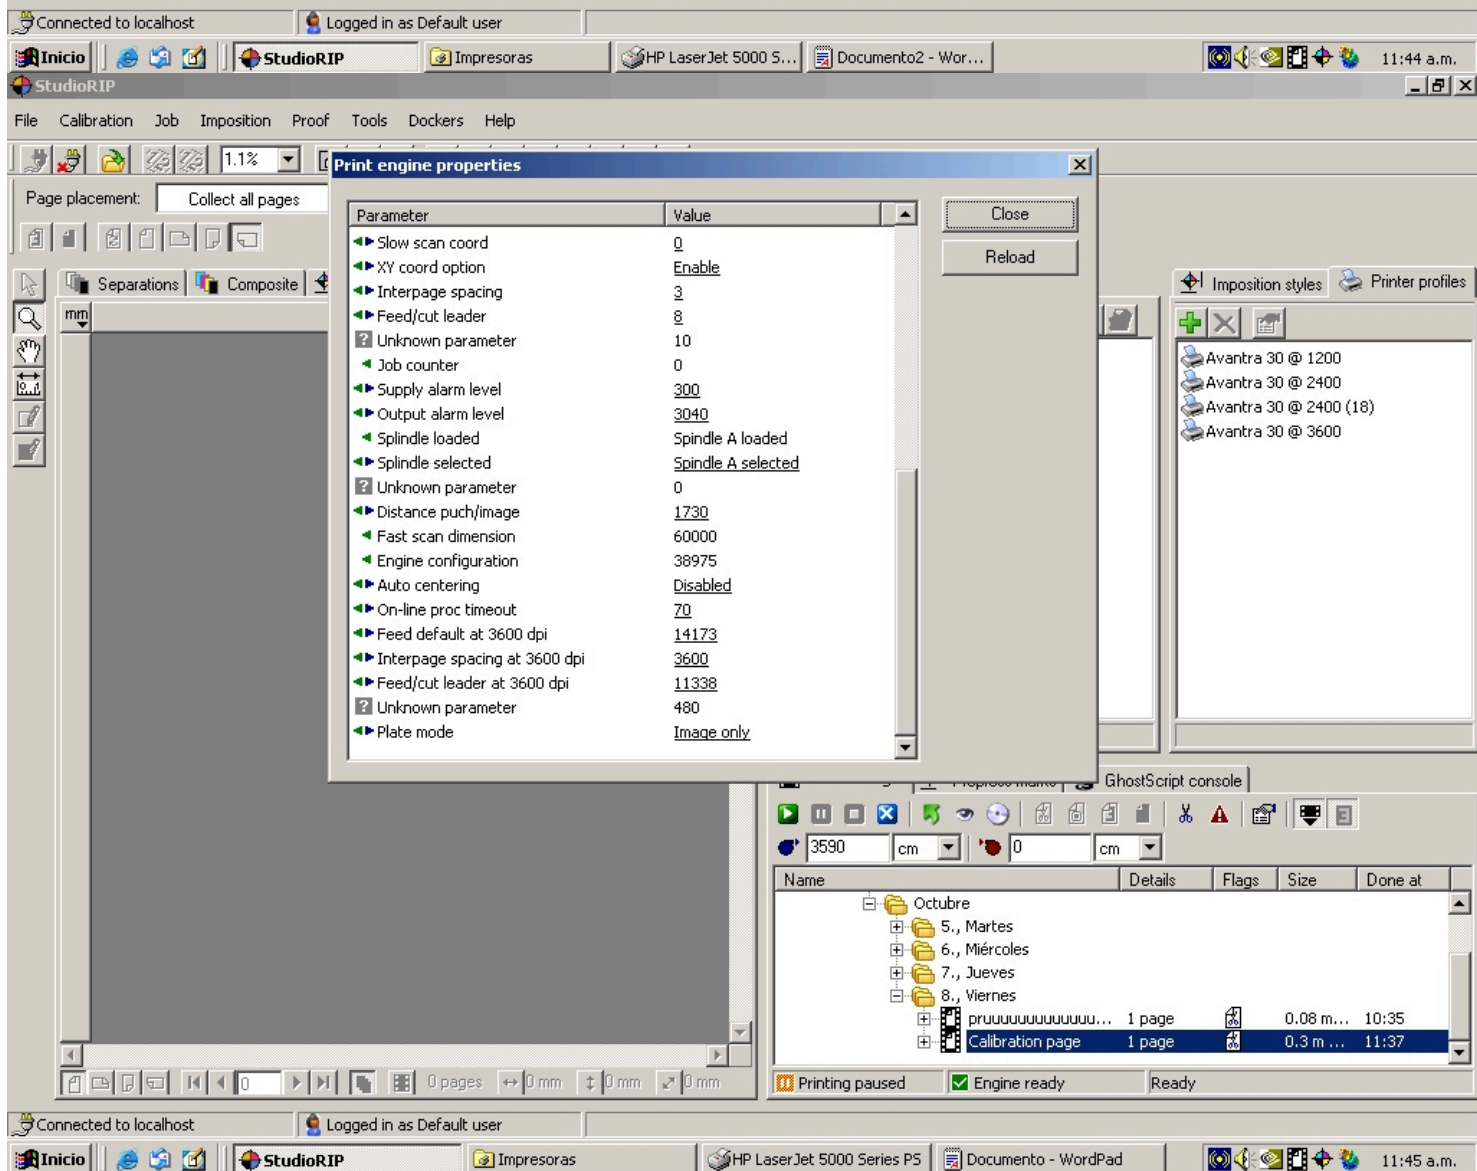 Connected to localhost Logged in as Default user
Inicio StudioRIP Impresoras HP LaserJet 5000 S... Documento2 - Wor... 11:44 a.m.
StudioRIP
File Calibration Job Imposition Proof Tools Dockers Help
1.1%
Print engine properties
Page placement: Collect all pages
Parameter Value
Close
Reload
Slow scan coord 0
XY coord option Enable
Interpage spacing 3
Feed/cut leader 8
Unknown parameter 10
Job counter 0
Supply alarm level 300
Output alarm level 3040
Splindle loaded Spindle A loaded
Splindle selected Spindle A selected
Unknown parameter 0
Distance puch/image 1730
Fast scan dimension 60000
Engine configuration 38975
Auto centering Disabled
On-line proc timeout 70
Feed default at 3600 dpi 14173
Interpage spacing at 3600 dpi 3600
Feed/cut leader at 3600 dpi 11338
Unknown parameter 480
Plate mode Image only
Separations Composite
mm
Imposition styles Printer profiles
Avantra 30 @ 1200
Avantra 30 @ 2400
Avantra 30 @ 2400 (18)
Avantra 30 @ 3600
GhostScript console
3590 cm 0 cm
Name Details Flags Size Done at
Octubre
5., Martes
6., Miércoles
7., Jueves
8., Viernes
pruuuuuuuuuuuuu... 1 page 0.08 m... 10:35
Calibration page 1 page 0.3 m ... 11:37
0 0 pages 0 mm 0 mm 0 mm
Printing paused Engine ready Ready
Connected to localhost Logged in as Default user
Inicio StudioRIP Impresoras HP LaserJet 5000 Series PS Documento - WordPad 11:45 a.m.